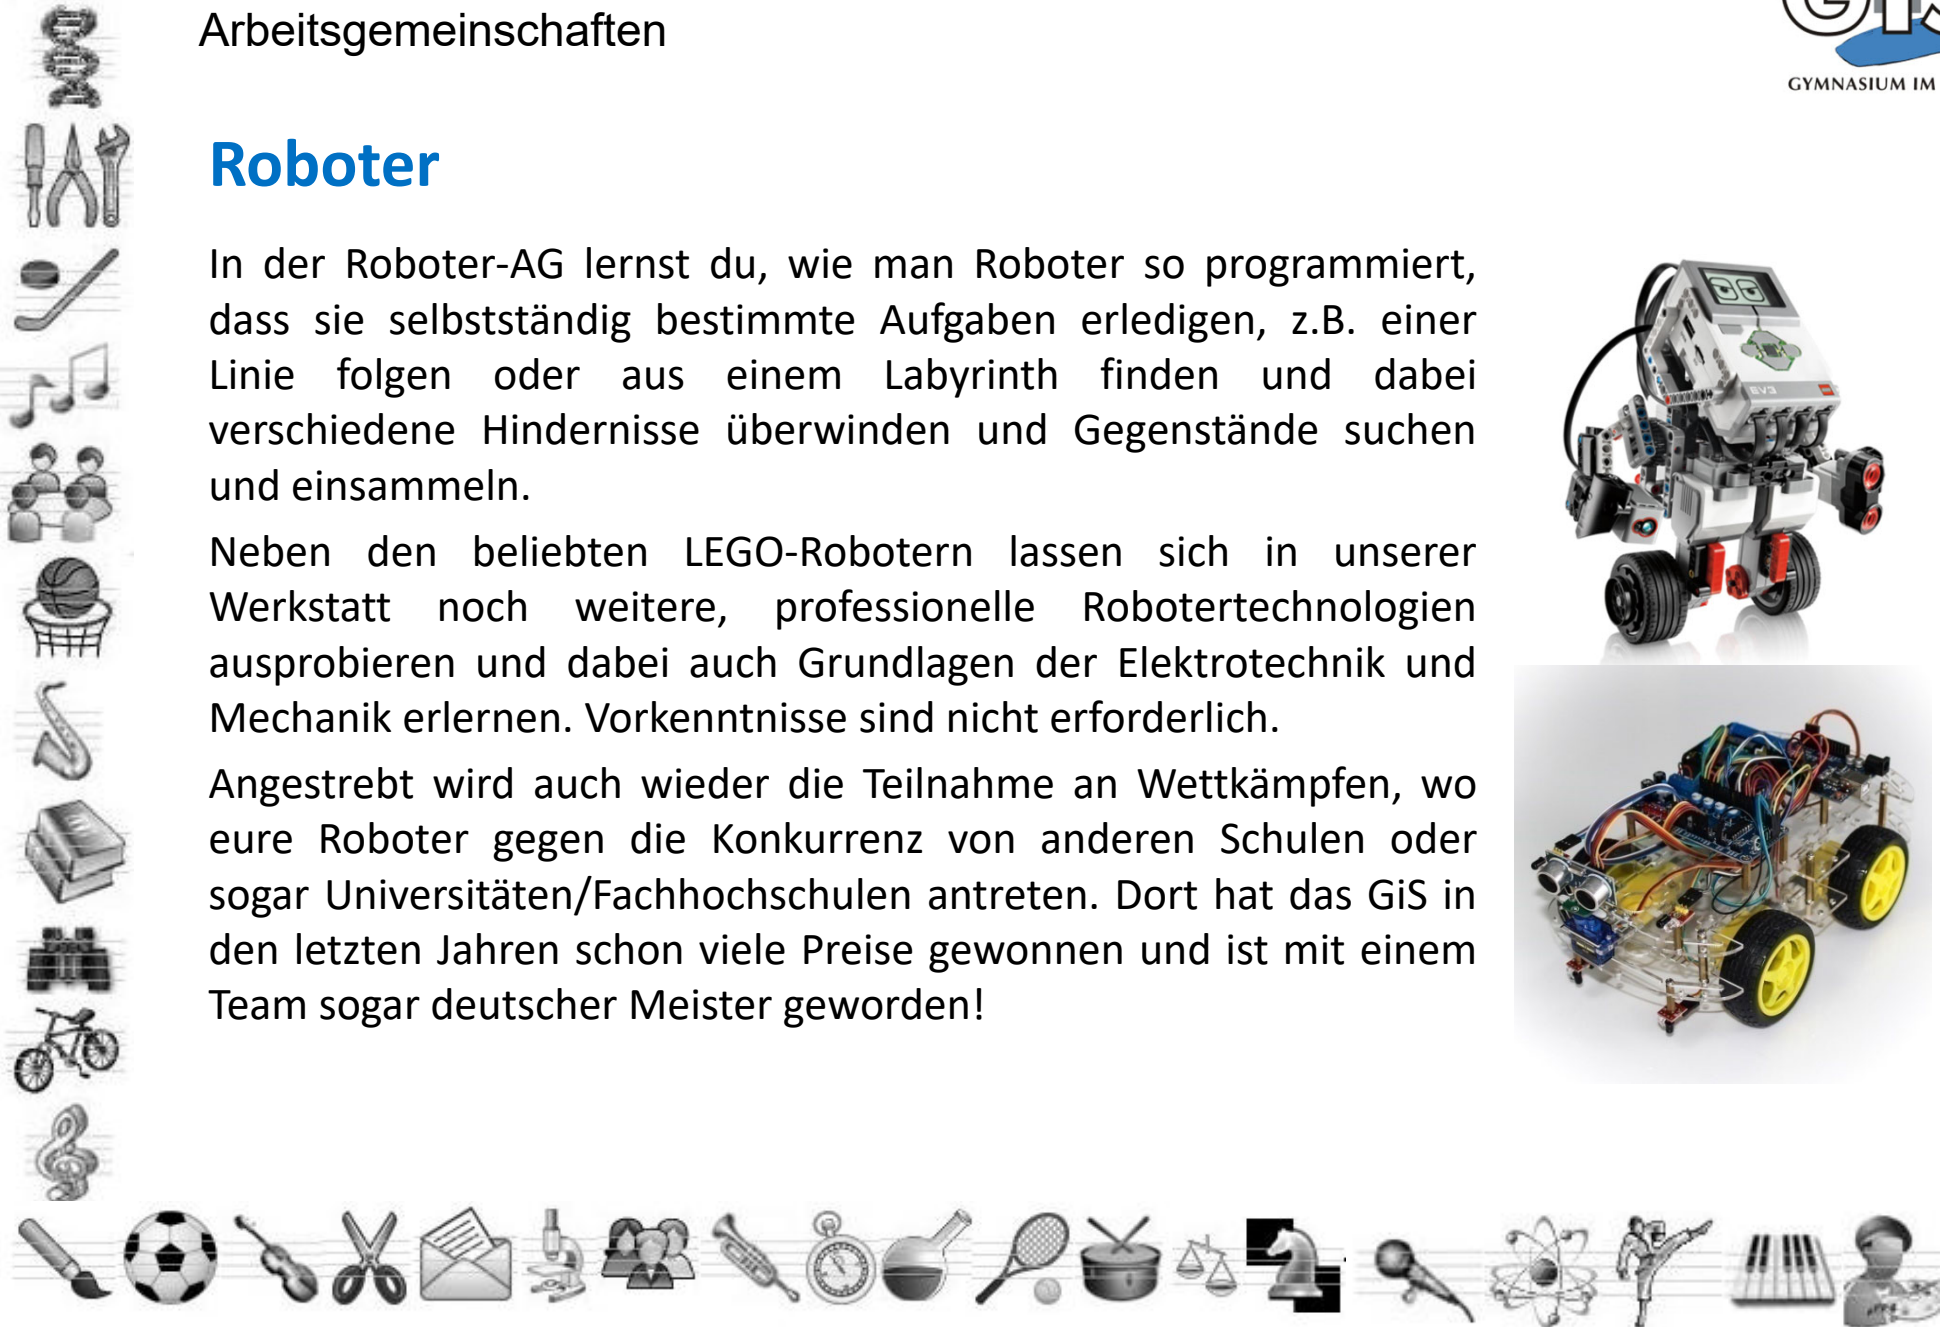 Arbeitsgemeinschaften
GYMNASIUM IM
Roboter
In der Roboter-AG lernst du, wie man Roboter so programmiert,
dass sie selbstständig bestimmte Aufgaben erledigen, z.B. einer
Linie folgen oder aus einem Labyrinth finden und dabei
verschiedene Hindernisse überwinden und Gegenstände suchen
und einsammeln.
Neben den beliebten LEGO-Robotern lassen sich in unserer
Werkstatt noch weitere, professionelle Robotertechnologien
ausprobieren und dabei auch Grundlagen der Elektrotechnik und
Mechanik erlernen. Vorkenntnisse sind nicht erforderlich.
Angestrebt wird auch wieder die Teilnahme an Wettkämpfen, wo
eure Roboter gegen die Konkurrenz von anderen Schulen oder
sogar Universitäten/Fachhochschulen antreten. Dort hat das GiS in
den letzten Jahren schon viele Preise gewonnen und ist mit einem
Team sogar deutscher Meister geworden!
EV3